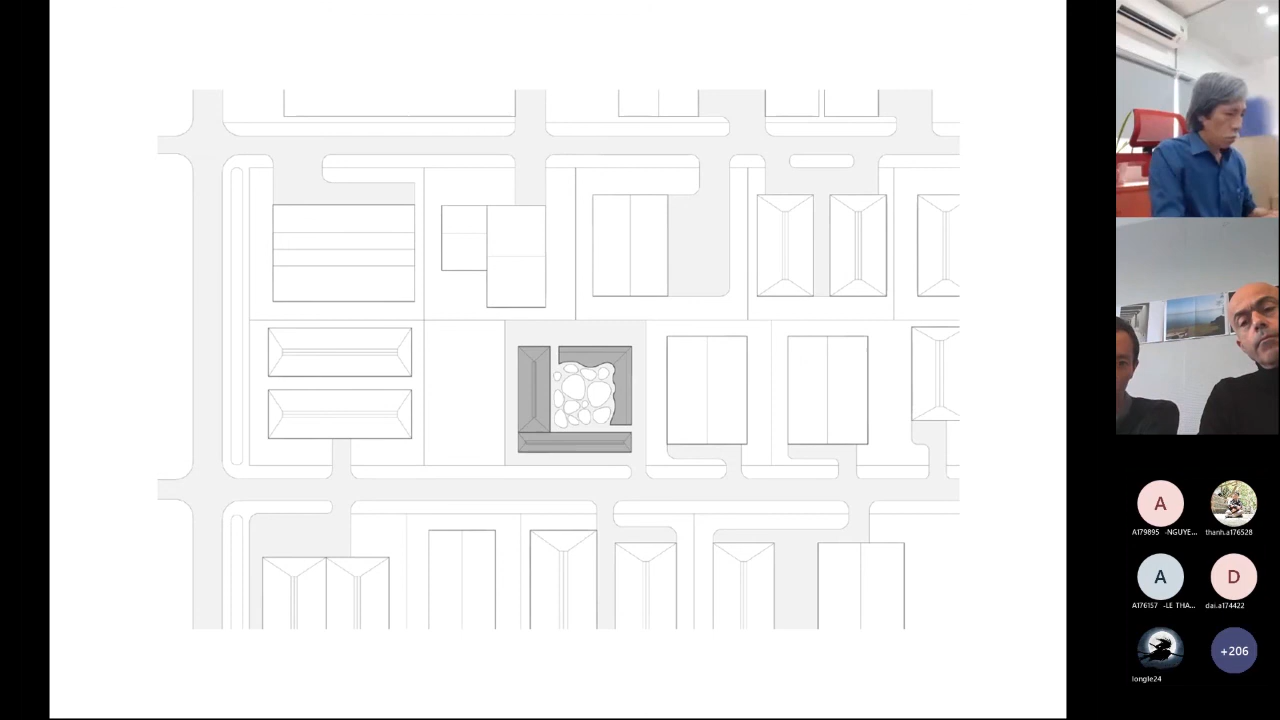 A
A179895 -NGUYE...
thanh.a176528
A
A176157 -LE THA...
D
dai.a174422
longle24
+206